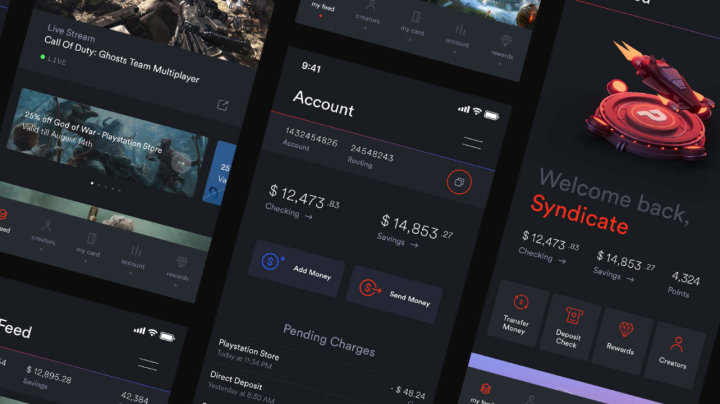 Live Stream
Call Of Duty: Ghosts Team Multiplayer
LIVE
25% off God of War - Playstation Store
Valid till August 14th
25
Vali
feed
creators
my card
account
rewards
Feed
$ 12,895.28
Savings
42,384
my feed
creators
my card
account
rewards
9:41
Account
1432454826
Account
24548243
Routing
$ 12,473.83
Checking →
$ 14,853.27
Savings →
Add Money
Send Money
Pending Charges
Playstation Store
Today at 11:34 PM
- $ 48.24
Direct Deposit
Yesterday at 8:30 AM
Welcome back,
Syndicate
$ 12,473.83
Checking →
$ 14,853.27
Savings →
4,324
Points
Transfer
Money
Deposit
Check
Rewards
Creators
my feed